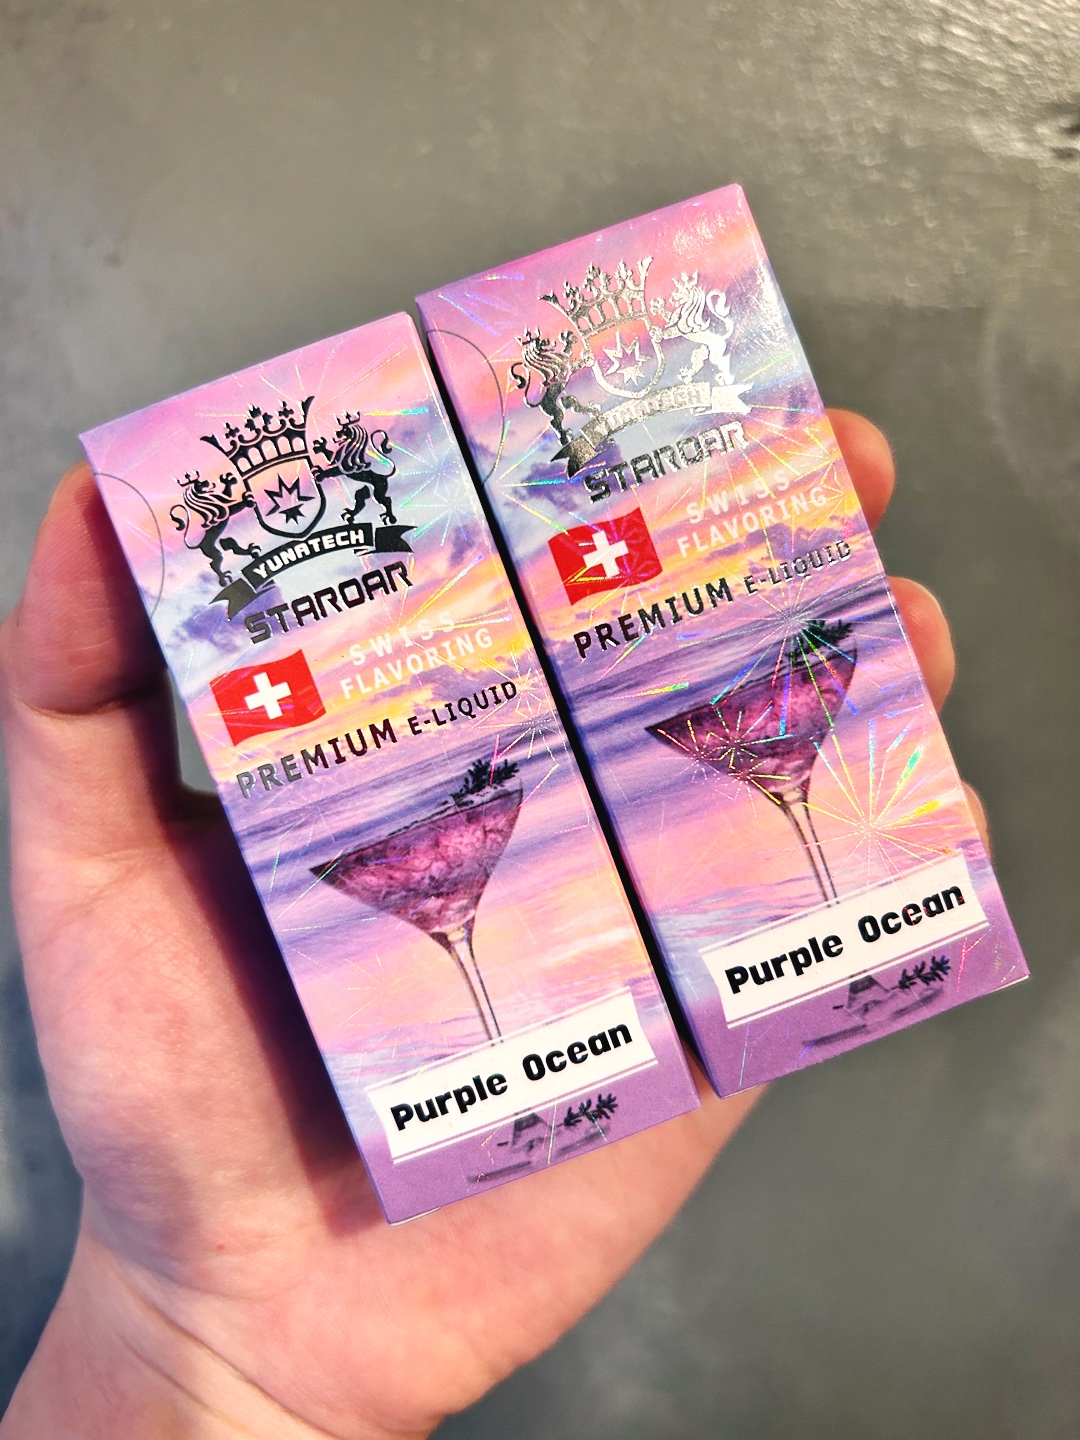 YUNATECH
STAROAR
SWISS
FLAVORING
PREMIUM E-LIQUID
Purple Ocean
YUNATECH
STAROAR
SWISS
FLAVORING
PREMIUM E-LIQUID
Purple Ocean